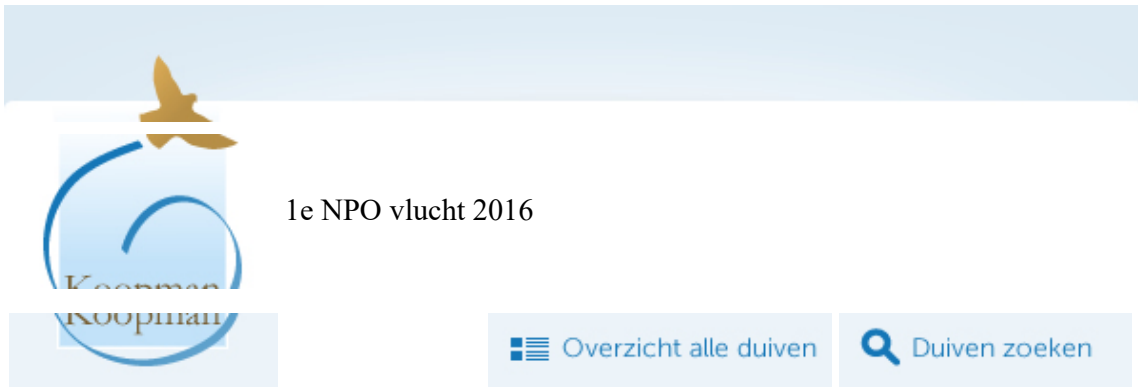 1e NPO vlucht 2016
Koopman
Koopman
Overzicht alle duiven
Duiven zoeken